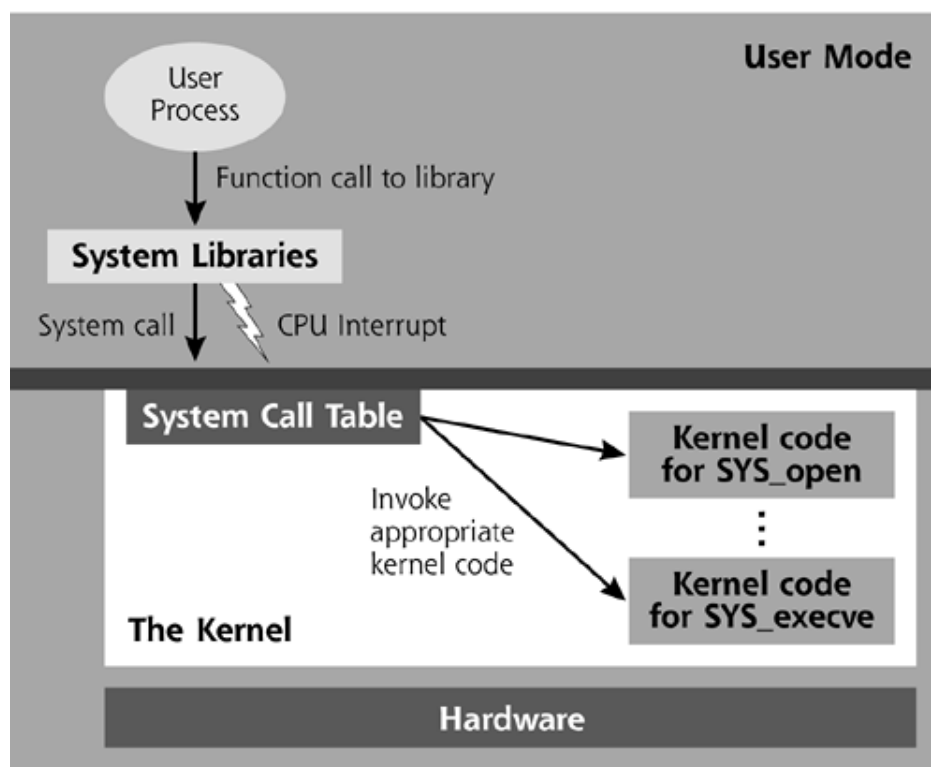 User Mode
User
Process
Function call to library
System Libraries
System call
CPU Interrupt
System Call Table
Kernel code
for SYS_open
Invoke
appropriate
kernel code
Kernel code
for SYS_execve
The Kernel
Hardware